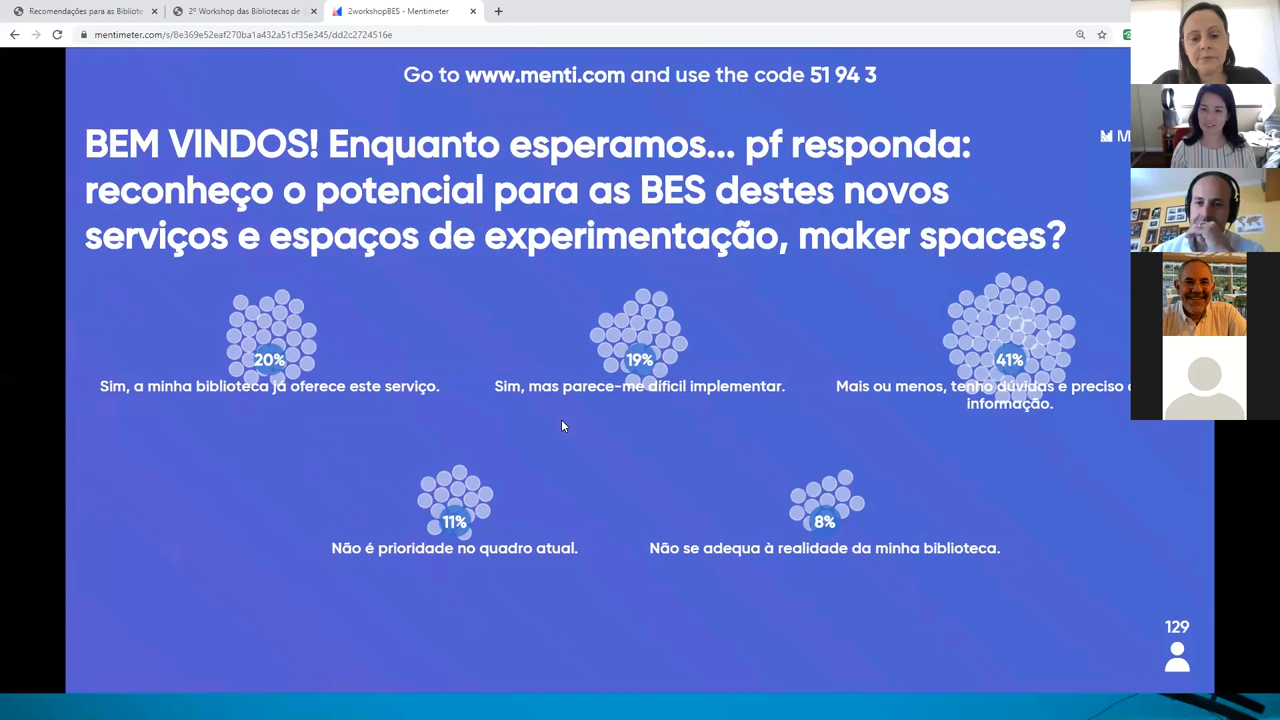 Recomendações para as Bibliote
2º Workshop das Bibliotecas de
2workshopBES - Mentimeter
mentimeter.com/s/8e369e52eaf270ba1a432a51cf35e345/dd2c2724516e
Go to www.menti.com and use the code 51 94 3
M
BEM VINDOS! Enquanto esperamos... pf responda:
reconheço o potencial para as BES destes novos
serviços e espaços de experimentação, maker spaces?
20%
Sim, a minha biblioteca já oferece este serviço.
19%
Sim, mas parece-me díficil implementar.
41%
Mais ou menos, tenho dúvidas e preciso
informação.
11%
Não é prioridade no quadro atual.
8%
Não se adequa à realidade da minha biblioteca.
129